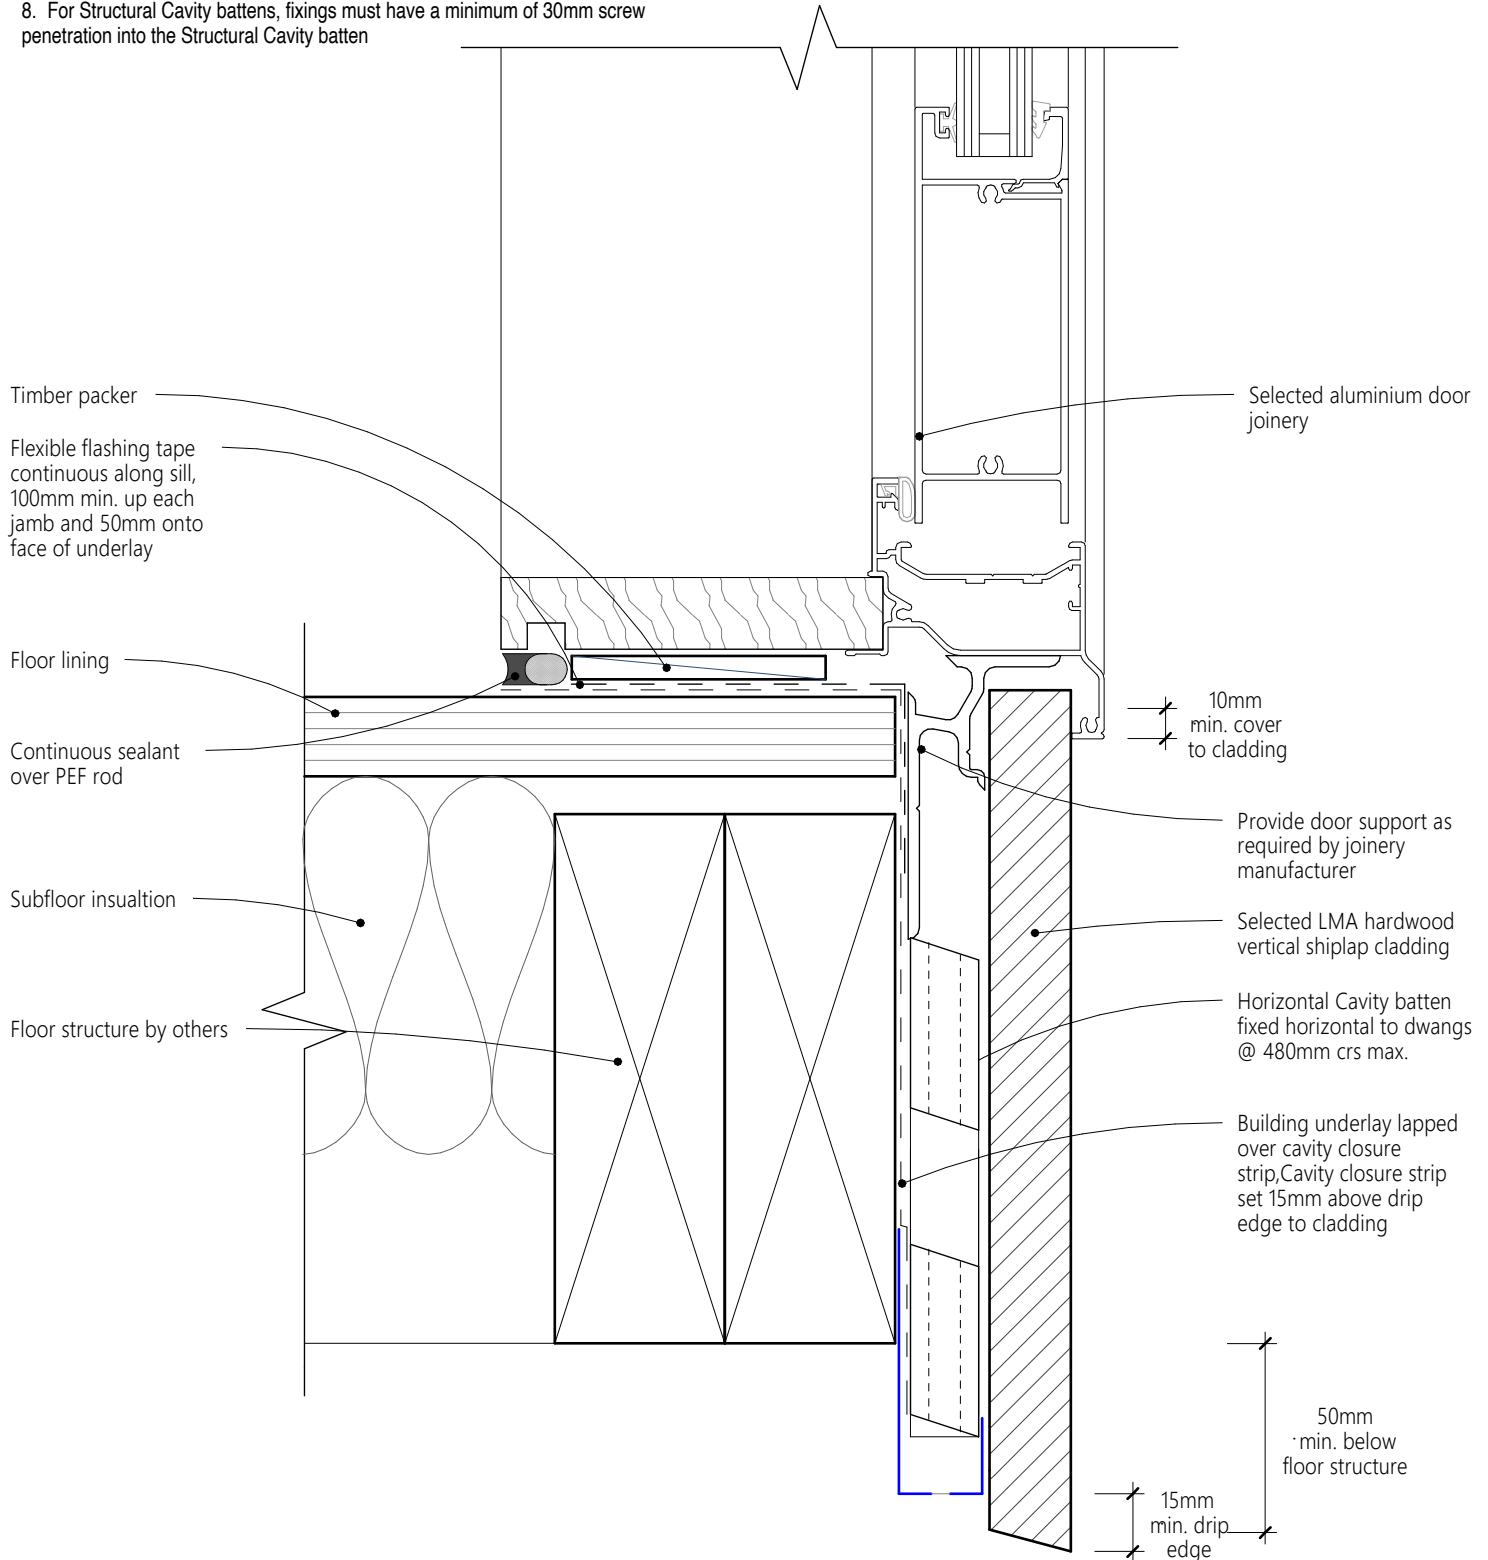 8. For Structural Cavity battens, fixings must have a minimum of 30mm screw
penetration into the Structural Cavity batten
Timber packer
Flexible flashing tape
continuous along sill,
100mm min. up each
jamb and 50mm onto
face of underlay
Floor lining
Continuous sealant
over PEF rod
Subfloor insualtion
Floor structure by others
Selected aluminium door
joinery
10mm
min. cover
to cladding
Provide door support as
required by joinery
manufacturer
Selected LMA hardwood
vertical shiplap cladding
Horizontal Cavity batten
fixed horizontal to dwangs
@ 480mm crs max.
Building underlay lapped
over cavity closure
strip,Cavity closure strip
set 15mm above drip
edge to cladding
50mm
min. below
floor structure
15mm
min. drip
edge